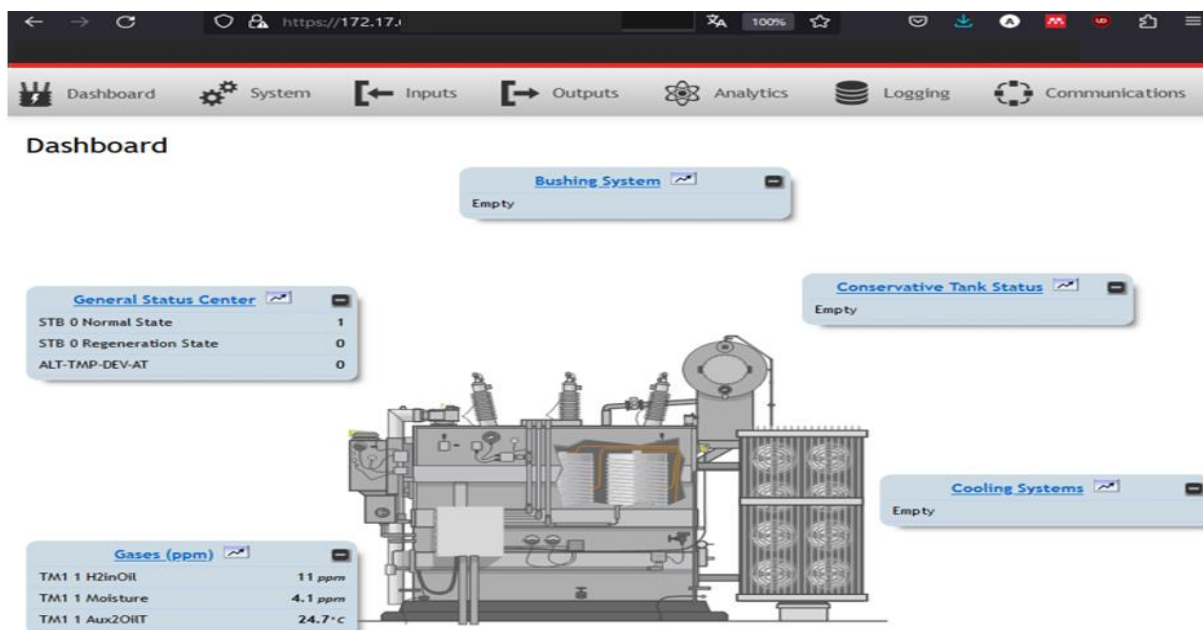 https://172.17.
100%
Dashboard System Inputs Outputs Analytics Logging Communications
Dashboard
Bushing System
Empty
General Status Center
STB 0 Normal State 1
STB 0 Regeneration State 0
ALT-TMP-DEV-AT 0
Conservative Tank Status
Empty
Cooling Systems
Empty
Gases (ppm)
TM1 1 H2inOil 11 ppm
TM1 1 Moisture 4.1 ppm
TM1 1 Aux2OilT 24.7°C